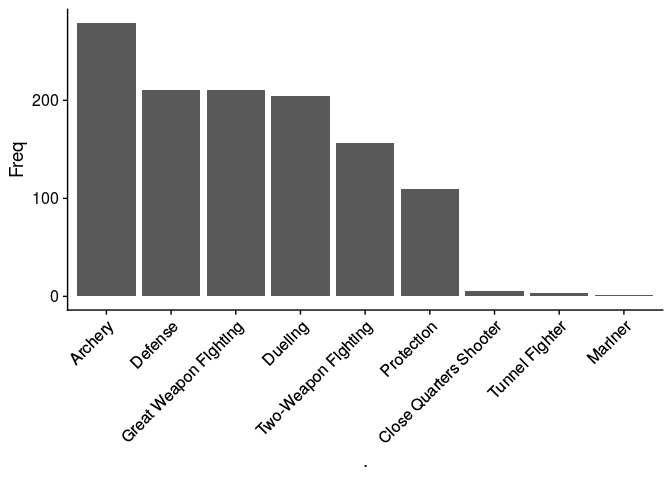 Freq
200
100
0
Archery
Defense
Great Weapon Fighting
Dueling
Two-Weapon Fighting
Protection
Close Quarters Shooter
Tunnel Fighter
Mariner
.